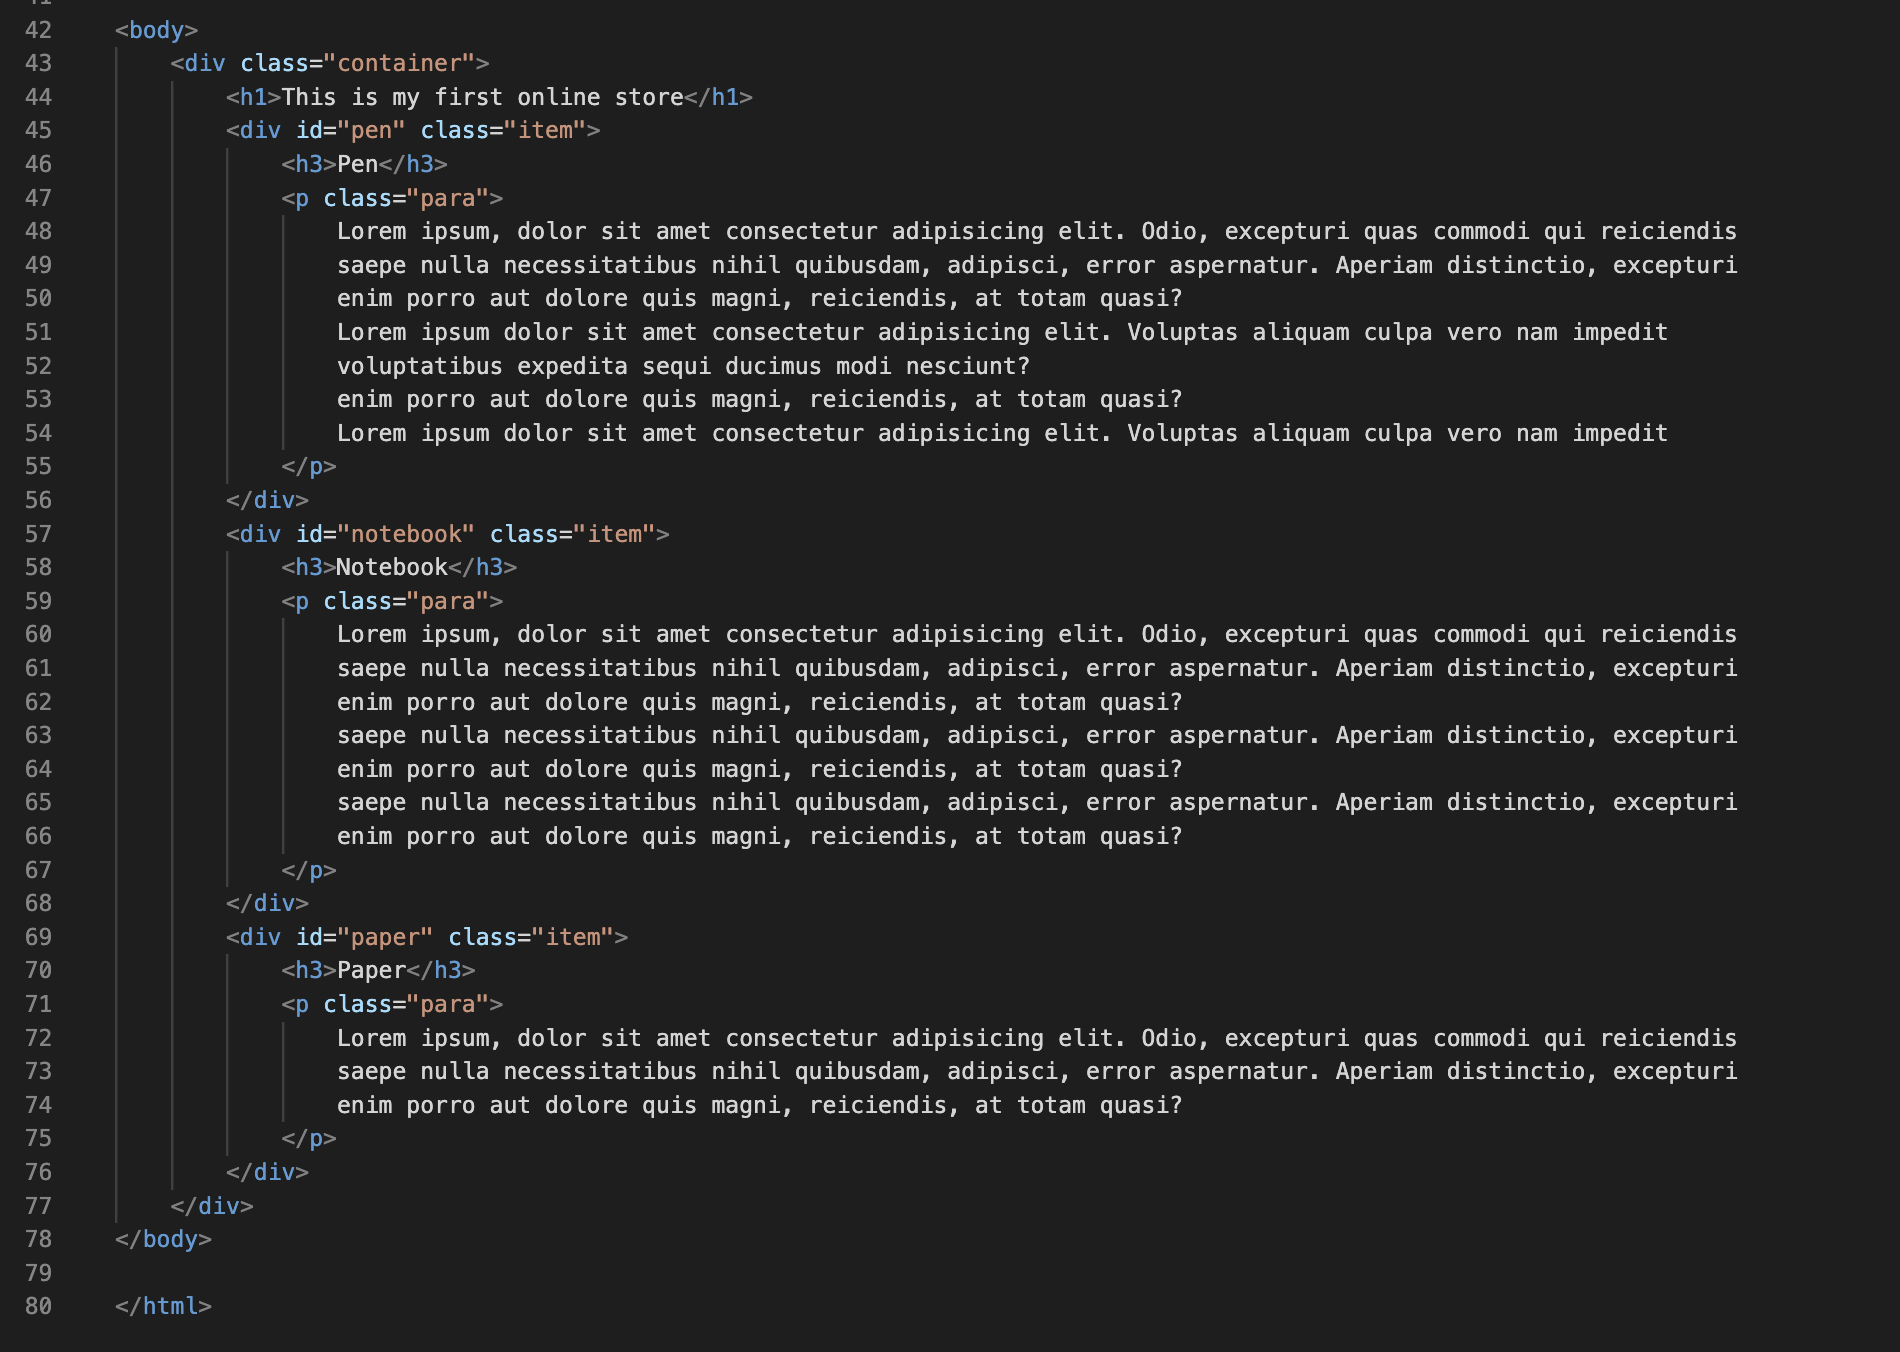 41
42 <body>
43 <div class="container">
44 <h1>This is my first online store</h1>
45 <div id="pen" class="item">
46 <h3>Pen</h3>
47 <p class="para">
48 Lorem ipsum, dolor sit amet consectetur adipisicing elit. Odio, excepturi quas commodi qui reiciendis
49 saepe nulla necessitatibus nihil quibusdam, adipisci, error aspernatur. Aperiam distinctio, excepturi
50 enim porro aut dolore quis magni, reiciendis, at totam quasi?
51 Lorem ipsum dolor sit amet consectetur adipisicing elit. Voluptas aliquam culpa vero nam impedit
52 voluptatibus expedita sequi ducimus modi nesciunt?
53 enim porro aut dolore quis magni, reiciendis, at totam quasi?
54 Lorem ipsum dolor sit amet consectetur adipisicing elit. Voluptas aliquam culpa vero nam impedit
55 </p>
56 </div>
57 <div id="notebook" class="item">
58 <h3>Notebook</h3>
59 <p class="para">
60 Lorem ipsum, dolor sit amet consectetur adipisicing elit. Odio, excepturi quas commodi qui reiciendis
61 saepe nulla necessitatibus nihil quibusdam, adipisci, error aspernatur. Aperiam distinctio, excepturi
62 enim porro aut dolore quis magni, reiciendis, at totam quasi?
63 saepe nulla necessitatibus nihil quibusdam, adipisci, error aspernatur. Aperiam distinctio, excepturi
64 enim porro aut dolore quis magni, reiciendis, at totam quasi?
65 saepe nulla necessitatibus nihil quibusdam, adipisci, error aspernatur. Aperiam distinctio, excepturi
66 enim porro aut dolore quis magni, reiciendis, at totam quasi?
67 </p>
68 </div>
69 <div id="paper" class="item">
70 <h3>Paper</h3>
71 <p class="para">
72 Lorem ipsum, dolor sit amet consectetur adipisicing elit. Odio, excepturi quas commodi qui reiciendis
73 saepe nulla necessitatibus nihil quibusdam, adipisci, error aspernatur. Aperiam distinctio, excepturi
74 enim porro aut dolore quis magni, reiciendis, at totam quasi?
75 </p>
76 </div>
77 </div>
78 </body>
79
80 </html>